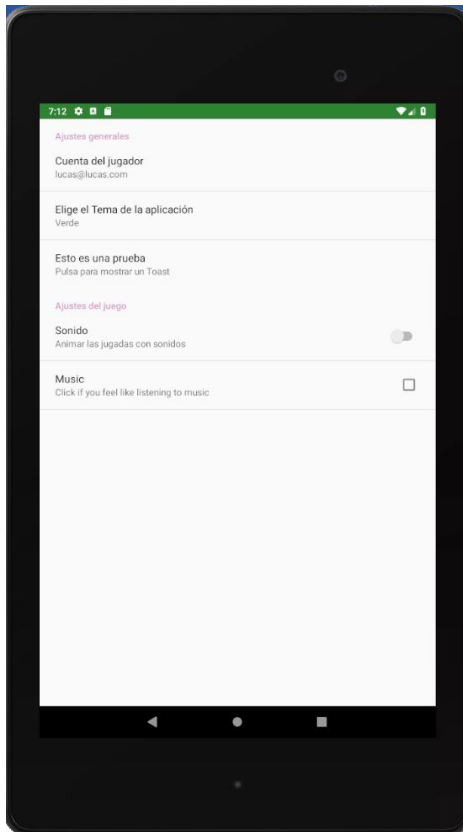 7:12
Ajustes generales
Cuenta del jugador
lucas@lucas.com
Elige el Tema de la aplicación
Verde
Esto es una prueba
Pulsa para mostrar un Toast
Ajustes del juego
Sonido
Animar las jugadas con sonidos
Music
Click if you feel like listening to music